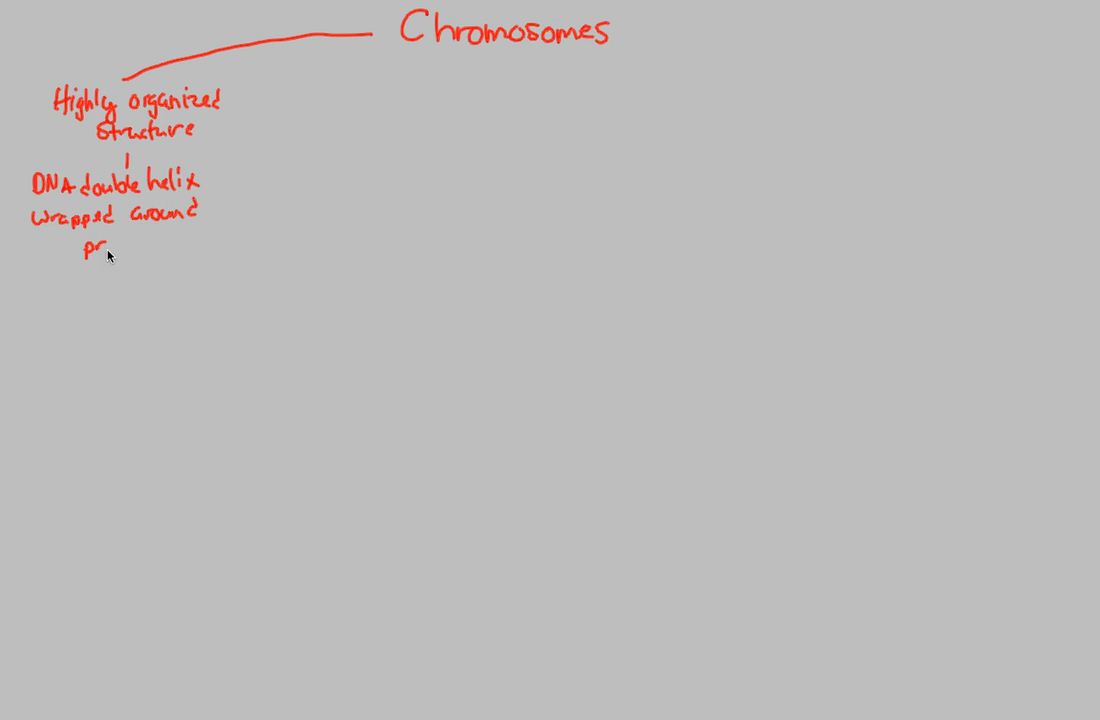 Chromosomes
Highly organized
Structure
DNA double helix
Wrapped around
pr